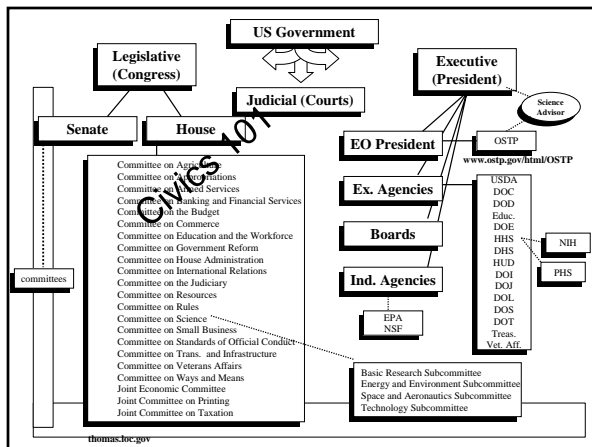 US Government
Legislative
(Congress)
Executive
(President)
Judicial (Courts)
Science
Advisor
Senate
House
EO President
OSTP
www.ostp.gov/html/OSTP
Civics 101
Committee on Agriculture
Committee on Appropriations
Committee on Armed Services
Committee on Banking and Financial Services
Committee on the Budget
Committee on Commerce
Committee on Education and the Workforce
Committee on Government Reform
Committee on House Administration
Committee on International Relations
Committee on the Judiciary
Committee on Resources
Committee on Rules
Committee on Science
Committee on Small Business
Committee on Standards of Official Conduct
Committee on Trans. and Infrastructure
Committee on Veterans Affairs
Committee on Ways and Means
Joint Economic Committee
Joint Committee on Printing
Joint Committee on Taxation
committees
Ex. Agencies
Boards
Ind. Agencies
EPA
NSF
USDA
DOC
DOD
Educ.
DOE
HHS
DHS
HUD
DOI
DOJ
DOL
DOS
DOT
Treas.
Vet. Aff.
NIH
PHS
Basic Research Subcommittee
Energy and Environment Subcommittee
Space and Aeronautics Subcommittee
Technology Subcommittee
thomas.loc.gov